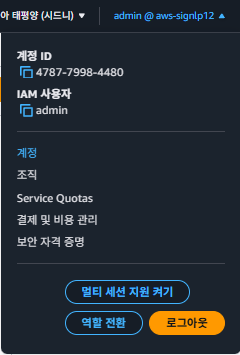 아 태평양 (시드니) ▼ admin @ aws-signlp12 ▲
계정 ID
4787-7998-4480
IAM 사용자
admin
계정
조직
Service Quotas
결제 및 비용 관리
보안 자격 증명
멀티 세션 지원 켜기
역할 전환 로그아웃